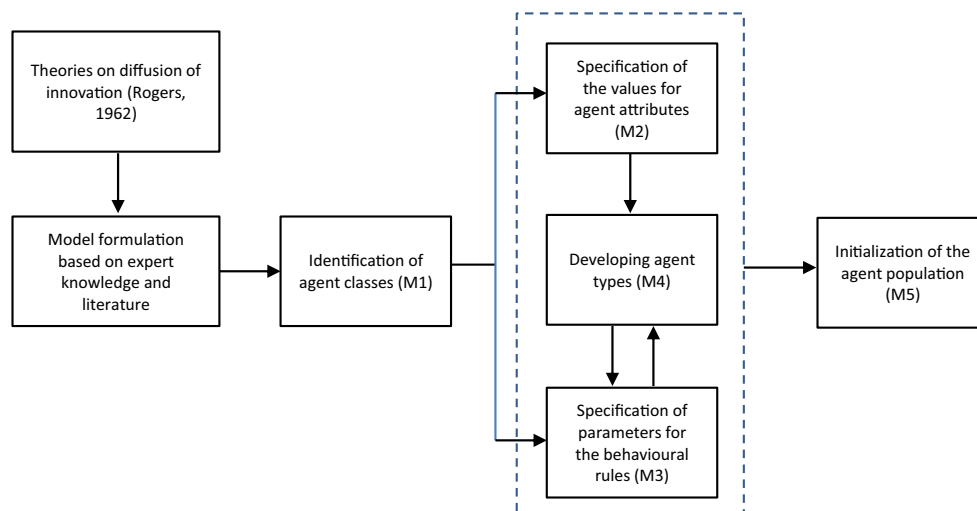 Theories on diffusion of
innovation (Rogers,
1962)
Model formulation
based on expert
knowledge and
literature
Identification of
agent classes (M1)
Specification of
the values for
agent attributes
(M2)
Developing agent
types (M4)
Specification of
parameters for
the behavioural
rules (M3)
Initialization of the
agent population
(M5)